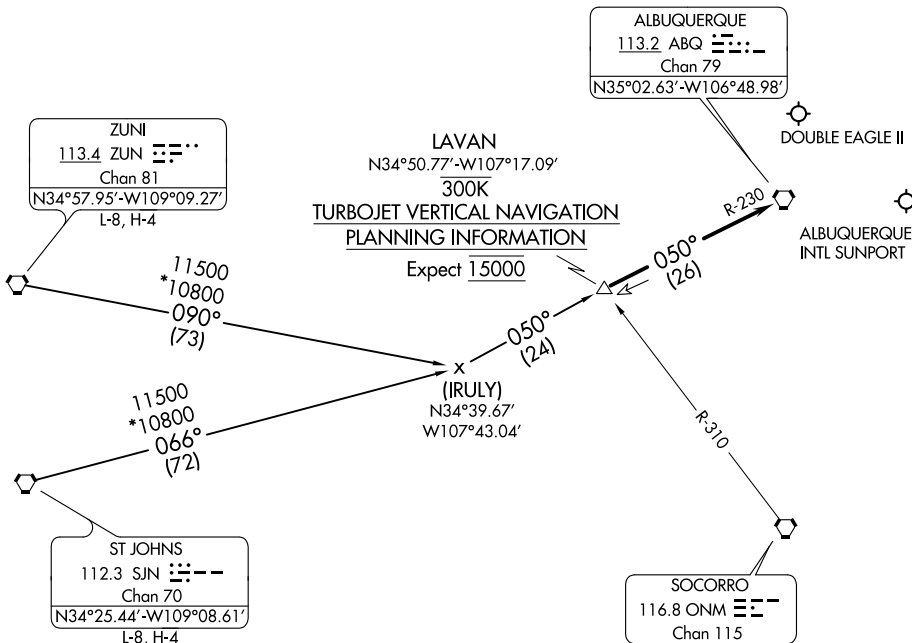 ALBUQUERQUE
113.2 ABQ
Chan 79
N35°02.63'-W106°48.98'
DOUBLE EAGLE II
ZUNI
113.4 ZUN
Chan 81
N34°57.95'-W109°09.27'
L-8, H-4
LAVAN
N34°50.77'-W107°17.09'
300K
TURBOJET VERTICAL NAVIGATION
PLANNING INFORMATION
Expect 15000
R-230
ALBUQUERQUE
INTL SUNPORT
050°
(26)
11500
*10800
090°
(73)
050°
(24)
X
(IRULY)
N34°39.67'
W107°43.04'
11500
*10800
066°
(72)
R-310
ST JOHNS
112.3 SJN
Chan 70
N34°25.44'-W109°08.61'
L-8, H-4
SOCORRO
116.8 ONM
Chan 115